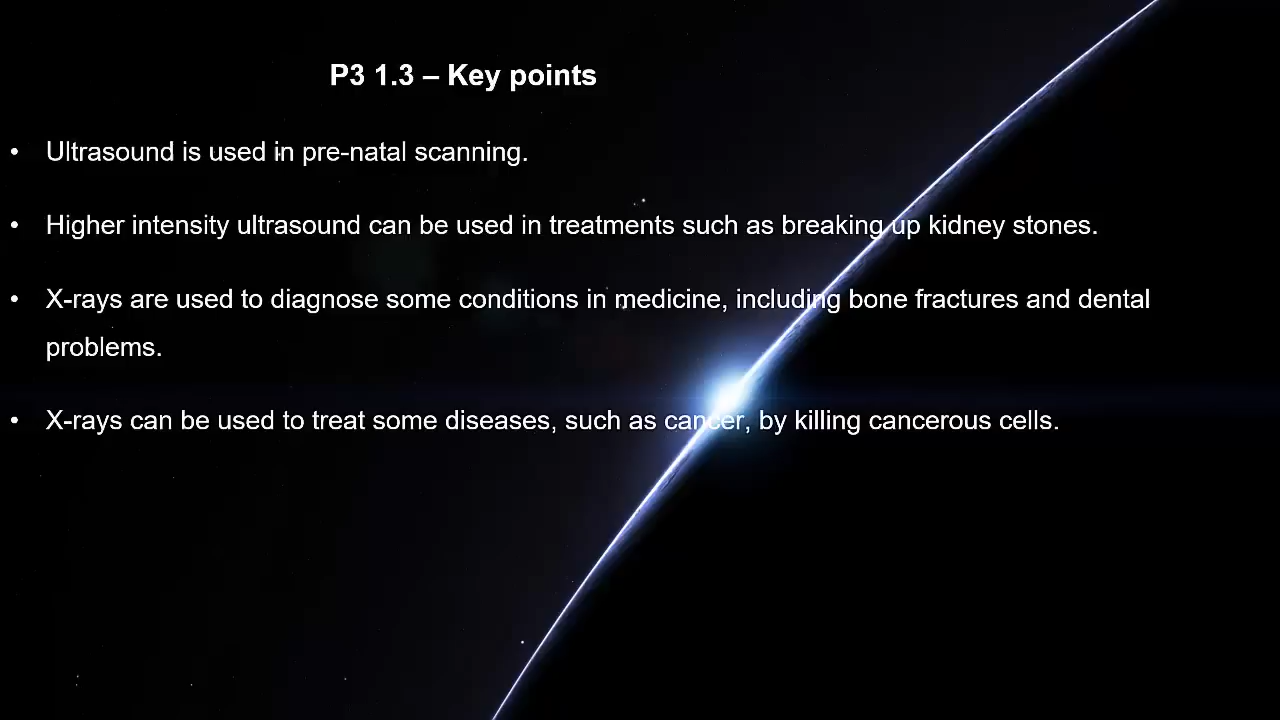 P3 1.3 – Key points
• Ultrasound is used in pre-natal scanning.
• Higher intensity ultrasound can be used in treatments such as breaking up kidney stones.
• X-rays are used to diagnose some conditions in medicine, including bone fractures and dental
problems.
• X-rays can be used to treat some diseases, such as cancer, by killing cancerous cells.